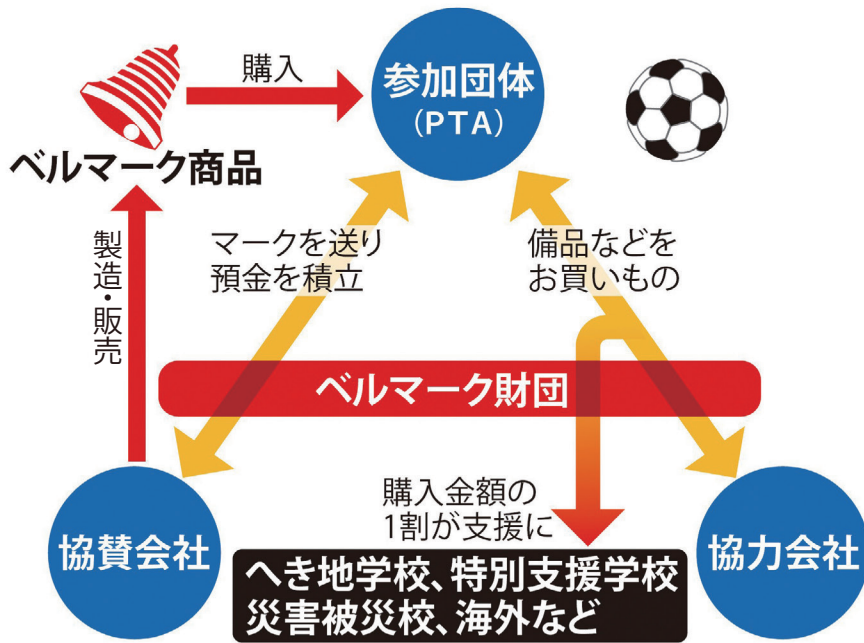 購入
参加団体
(PTA)
ベルマーク商品
製造・販売
マークを送り
預金を積立
備品などを
お買いもの
ベルマーク財団
購入金額の
1割が支援に
協賛会社
へき地学校、特別支援学校
災害被災校、海外など
協力会社